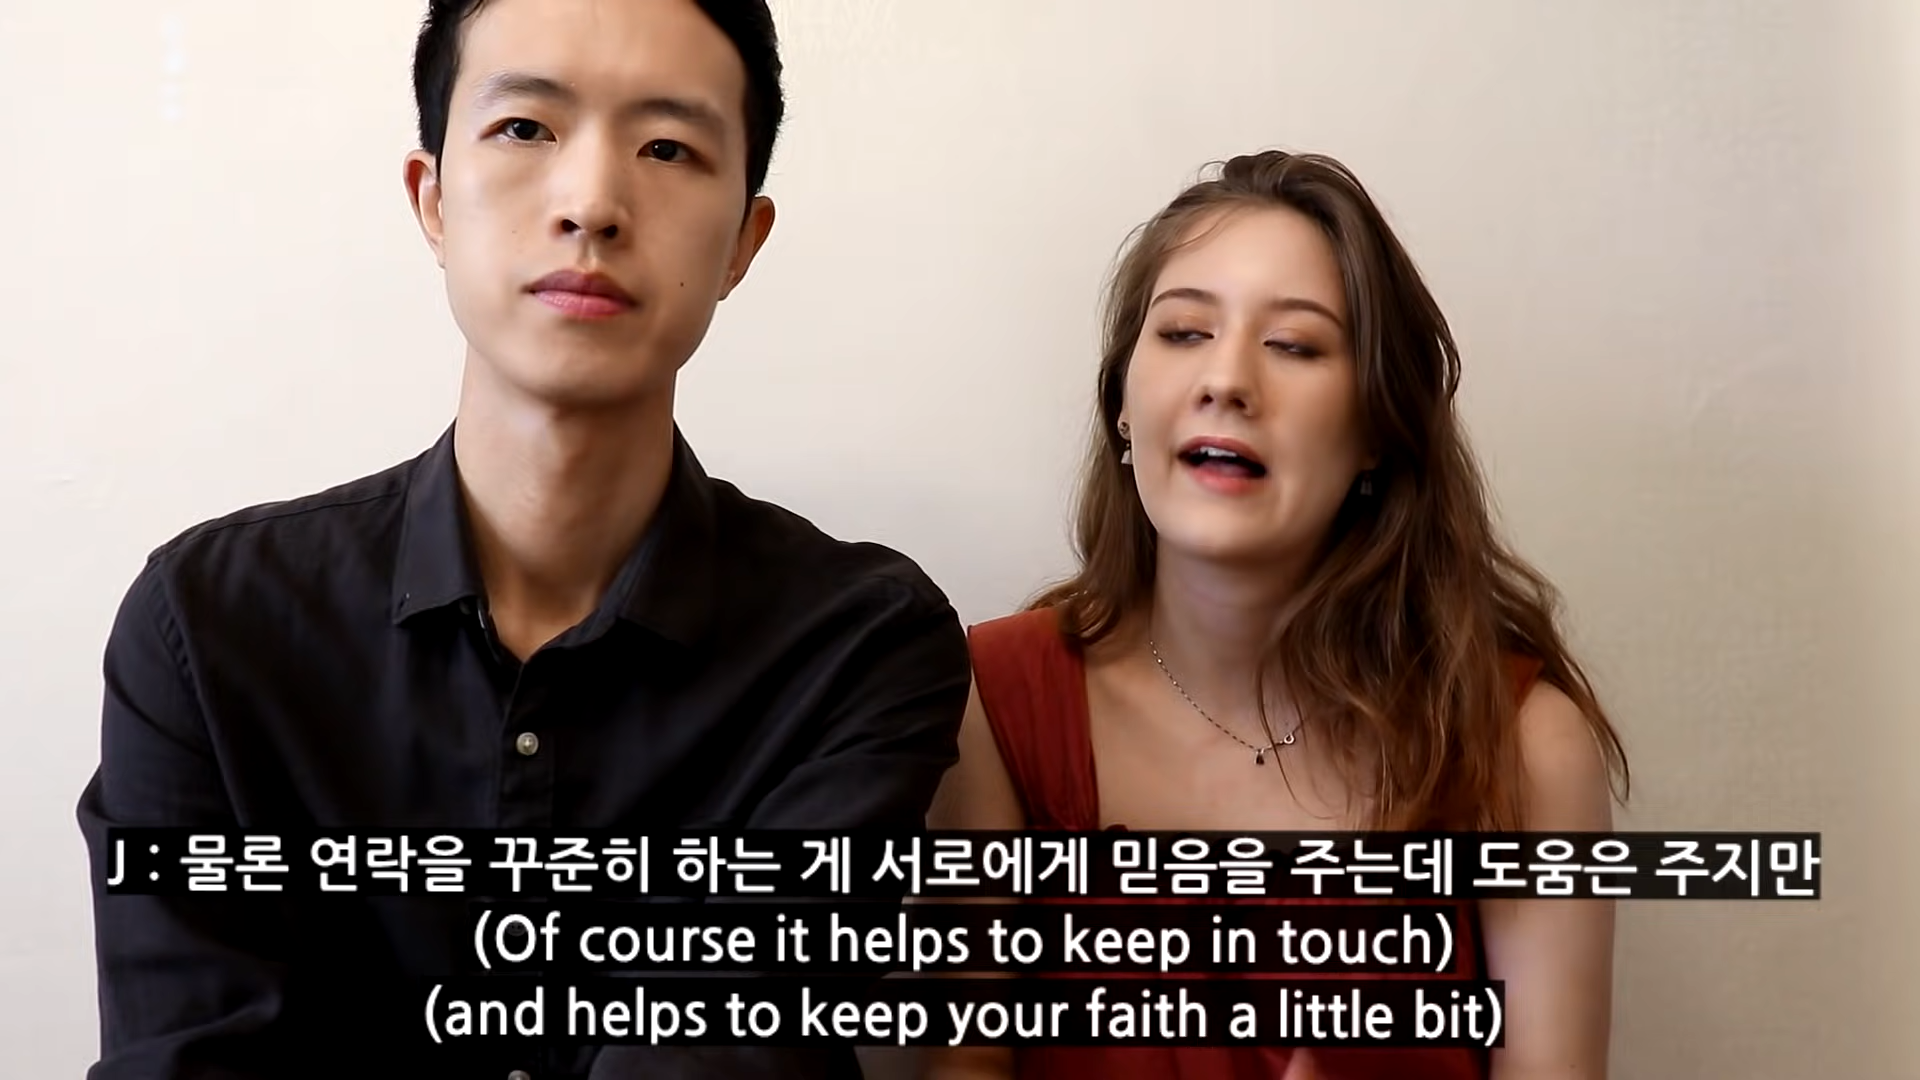 J : 물론 연락을 꾸준히 하는 게 서로에게 믿음을 주는데 도움은 주지만
(Of course it helps to keep in touch)
(and helps to keep your faith a little bit)